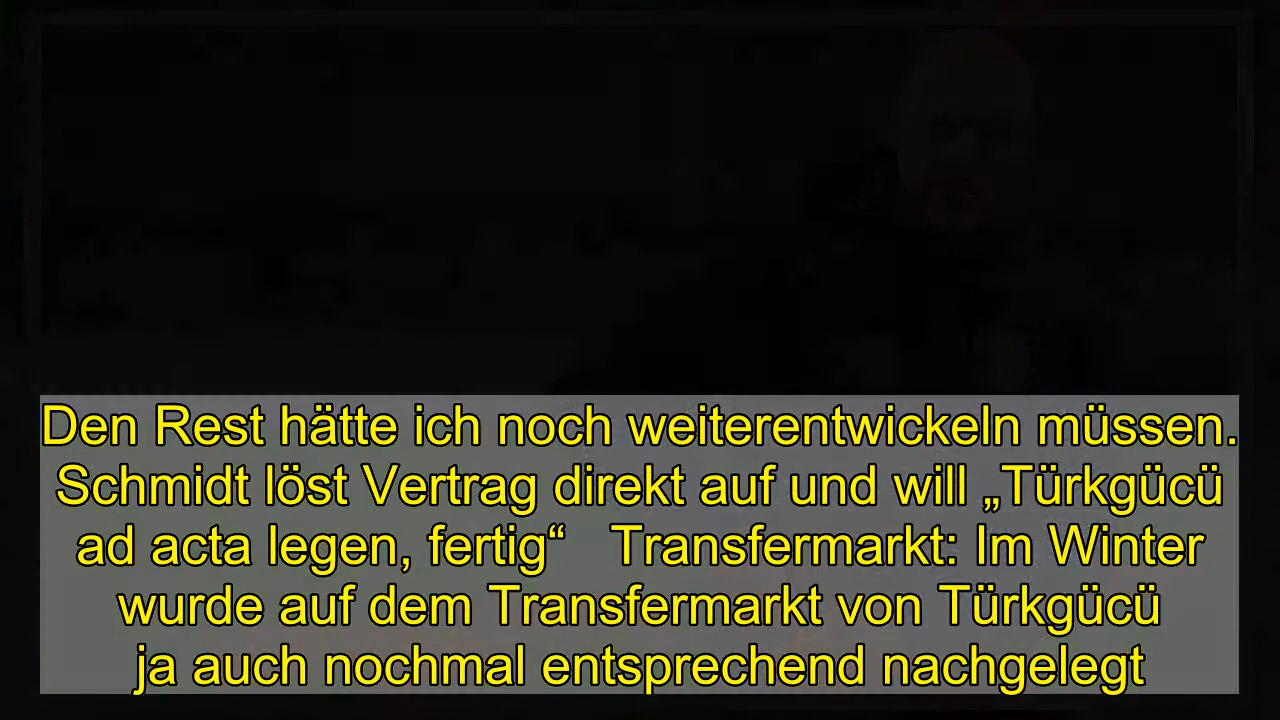 Den Rest hätte ich noch weiterentwickeln müssen.
Schmidt löst Vertrag direkt auf und will „Türkgücü
ad acta legen, fertig“ Transfermarkt: Im Winter
wurde auf dem Transfermarkt von Türkgücü
ja auch nochmal entsprechend nachgelegt